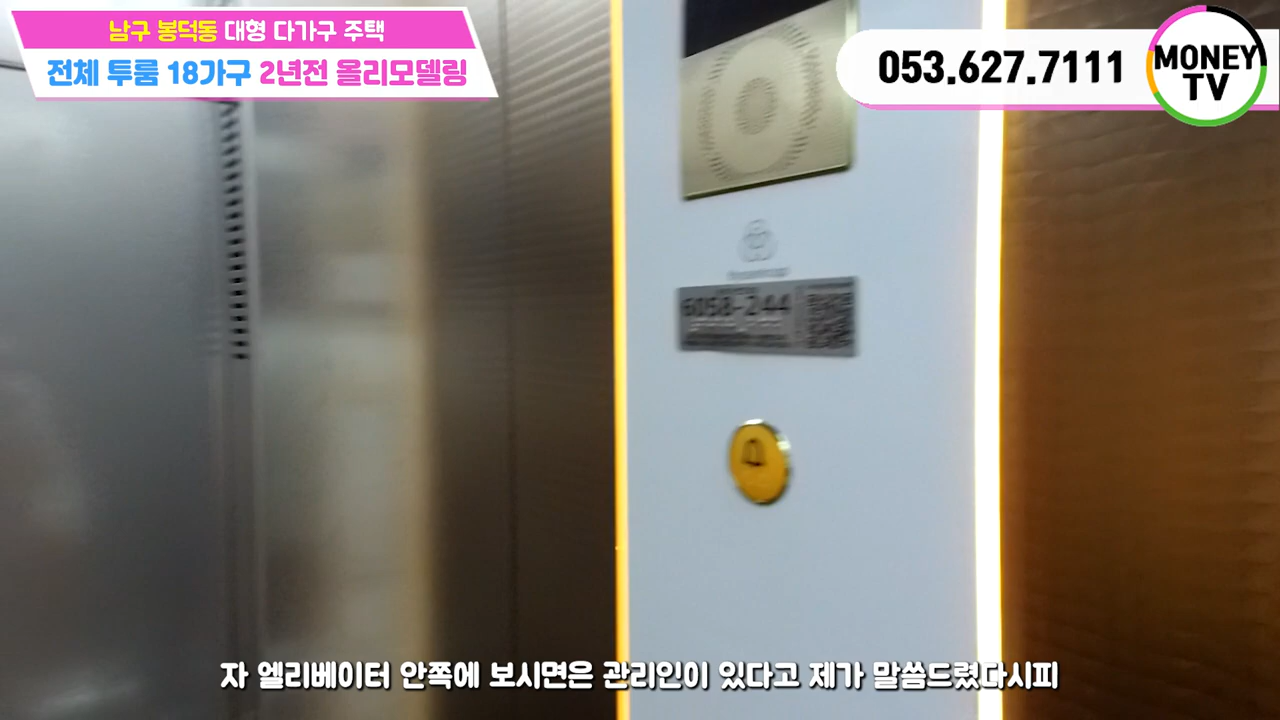 남구 봉덕동 대형 다가구 주택
전체 투룸 18가구 2년전 올리모델링
053.627.7111
MONEY
TV
6058-244
자 엘리베이터 안쪽에 보시면은 관리인이 있다고 제가 말씀드렸다시피